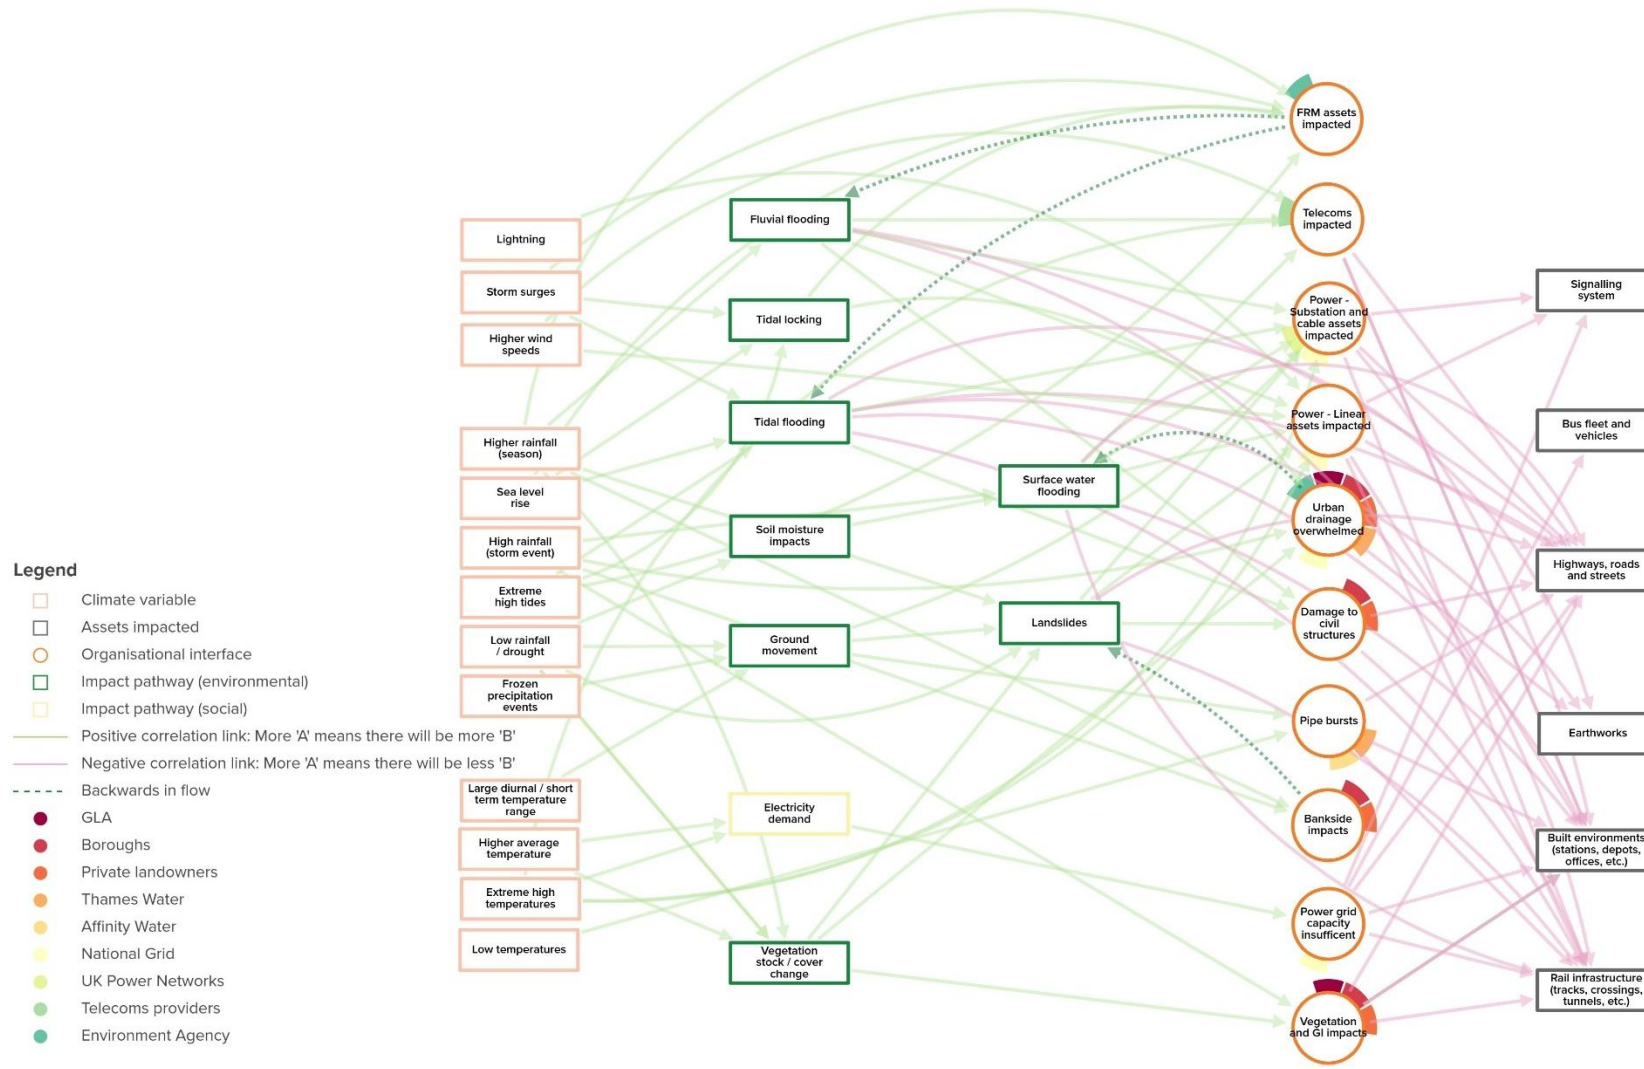 Lightning
Storm surges
Higher wind
speeds
Higher rainfall
(season)
Sea level
rise
High rainfall
(storm event)
Extreme
high tides
Low rainfall
/ drought
Frozen
precipitation
events
Large diurnal / short
term temperature
range
Higher average
temperature
Extreme high
temperatures
Low temperatures
Fluvial flooding
Tidal locking
Tidal flooding
Soil moisture
impacts
Ground
movement
Electricity
demand
Vegetation
stock / cover
change
Surface water
flooding
Landslides
FRM assets
impacted
Telecoms
impacted
Power -
Substation and
cable assets
impacted
Power - Linear
assets impacted
Urban
drainage
overwhelmed
Damage to
civil
structures
Pipe bursts
Bankside
impacts
Power grid
capacity
insufficent
Vegetation
and GI impacts
Signalling
system
Bus fleet and
vehicles
Highways, roads
and streets
Earthworks
Built environments
(stations, depots,
offices, etc.)
Rail infrastructure
(tracks, crossings,
tunnels, etc.)
Legend
Climate variable
Assets impacted
Organisational interface
Impact pathway (environmental)
Impact pathway (social)
Positive correlation link: More 'A' means there will be more 'B'
Negative correlation link: More 'A' means there will be less 'B'
Backwards in flow
GLA
Boroughs
Private landowners
Thames Water
Affinity Water
National Grid
UK Power Networks
Telecoms providers
Environment Agency